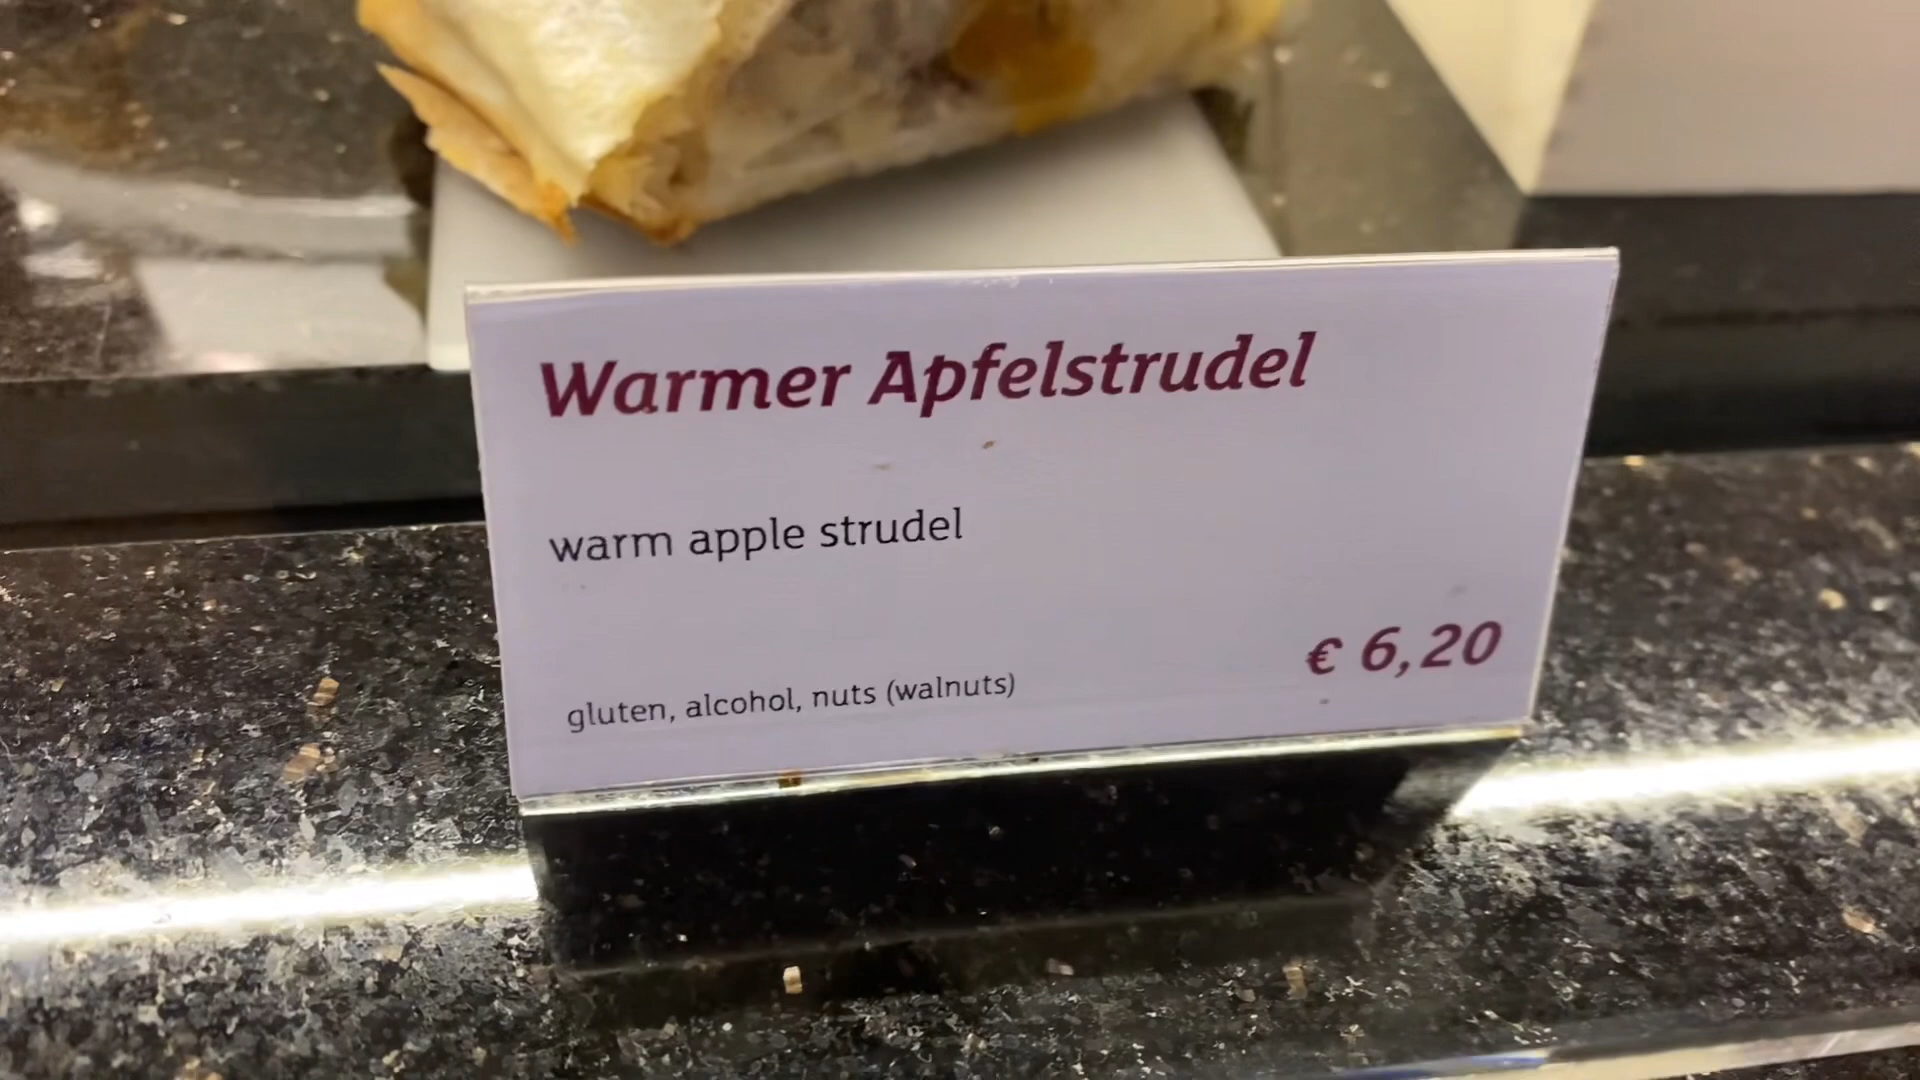 Warmer Apfelstrudel
warm apple strudel
gluten, alcohol, nuts (walnuts)
€ 6,20